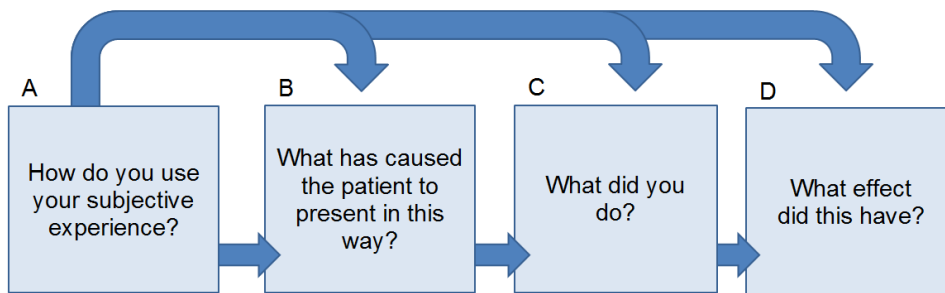 A
B
C
D
How do you use
your subjective
experience?
What has caused
the patient to
present in this
way?
What did you
do?
What effect
did this have?